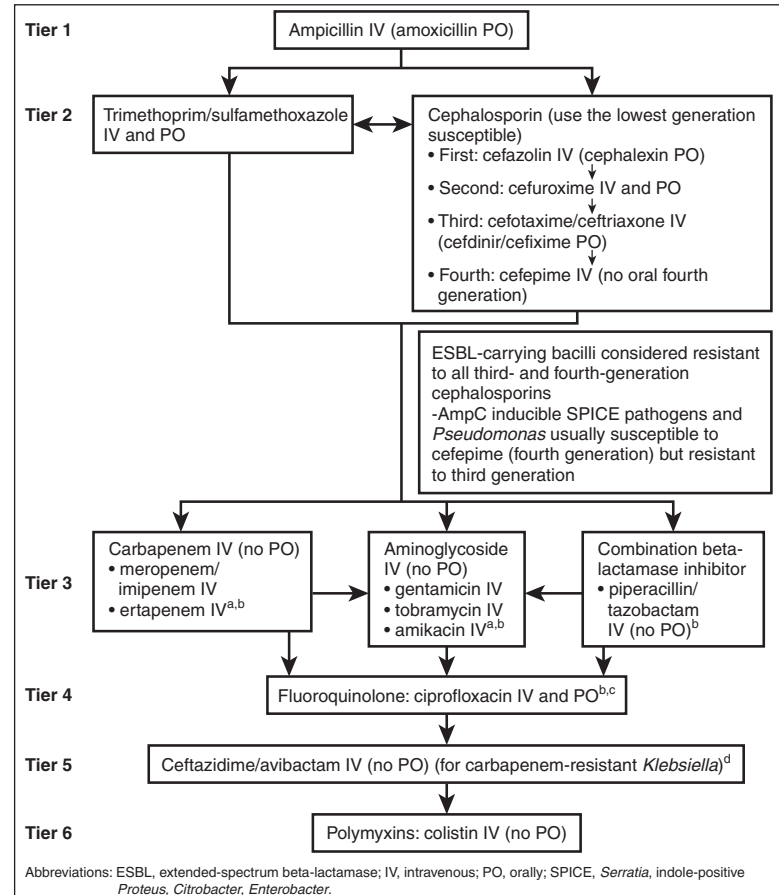 Tier 1
Ampicillin IV (amoxicillin PO)
Tier 2
Trimethoprim/sulfamethoxazole
IV and PO
Cephalosporin (use the lowest generation
susceptible)
• First: cefazolin IV (cephalexin PO)
• Second: cefuroxime IV and PO
• Third: cefotaxime/ceftriaxone IV
(cefdinir/cefixime PO)
• Fourth: cefepime IV (no oral fourth
generation)
ESBL-carrying bacilli considered resistant
to all third- and fourth-generation
cephalosporins
-AmpC inducible SPICE pathogens and
Pseudomonas usually susceptible to
cefepime (fourth generation) but resistant
to third generation
Tier 3
Carbapenem IV (no PO)
• meropenem/
imipenem IV
• ertapenem IVa,b
Aminoglycoside
IV (no PO)
• gentamicin IV
• tobramycin IV
• amikacin IVa,b
Combination beta-
lactamase inhibitor
• piperacillin/
tazobactam
IV (no PO)b
Tier 4
Fluoroquinolone: ciprofloxacin IV and POb,c
Tier 5
Ceftazidime/avibactam IV (no PO) (for carbapenem-resistant Klebsiella)d
Tier 6
Polymyxins: colistin IV (no PO)
Abbreviations: ESBL, extended-spectrum beta-lactamase; IV, intravenous; PO, orally; SPICE, Serratia, indole-positive
Proteus, Citrobacter, Enterobacter.